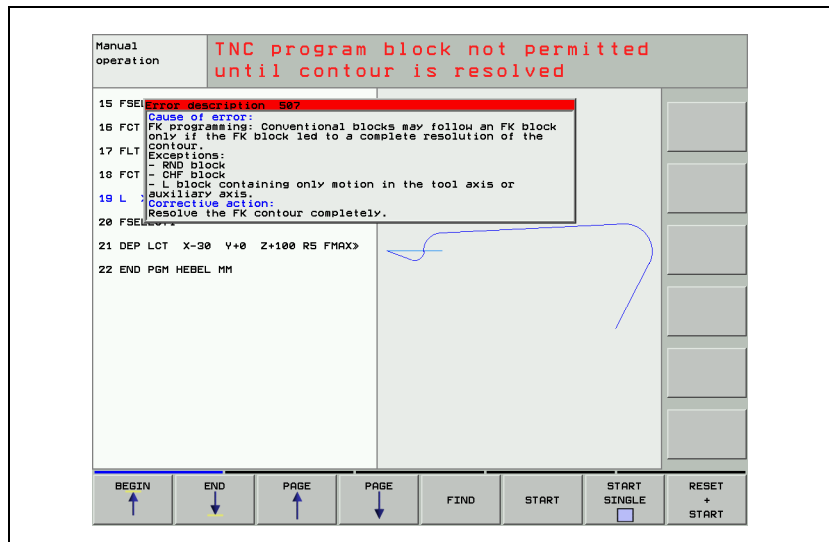 Manual
operation
TNC program block not permitted
until contour is resolved
15 FSEL
Error description 507
Cause of error:
16 FCT
FK programming: Conventional blocks may follow an FK block
only if the FK block led to a complete resolution of the
contour.
17 FLT
Exceptions:
- RND block
18 FCT
- CHF block
- L block containing only motion in the tool axis or
19 L
auxiliary axis.
Corrective action:
Resolve the FK contour completely.
20
21 DEP LCT X-30 Y+0 Z+100 R5 FMAX»
22 END PGM HEBEL MM
BEGIN
END
PAGE
PAGE
FIND
START
START
SINGLE
RESET
+
START